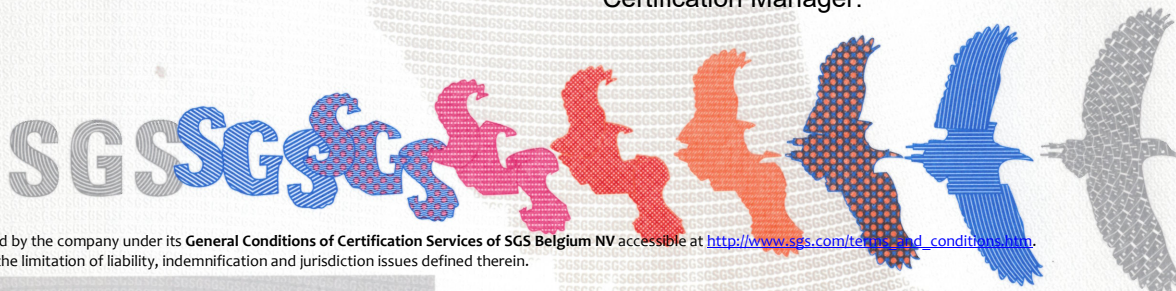 Certification Manager.
SGSSGSSGS
d by the company under its General Conditions of Certification Services of SGS Belgium NV accessible at http://www.sgs.com/terms_and_conditions.htm.
the limitation of liability, indemnification and jurisdiction issues defined therein.